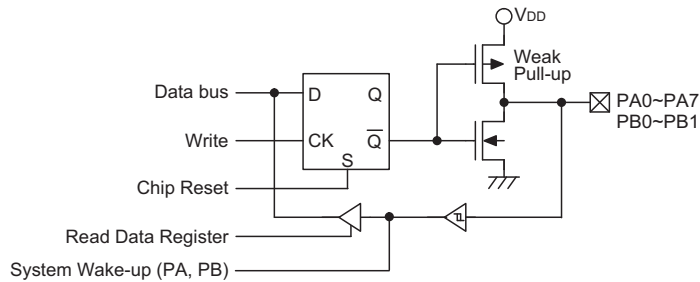 VDD
Weak
Pull-up
Data bus
D
Q
PA0~PA7
PB0~PB1
Write
CK
Q
S
Chip Reset
Read Data Register
System Wake-up (PA, PB)